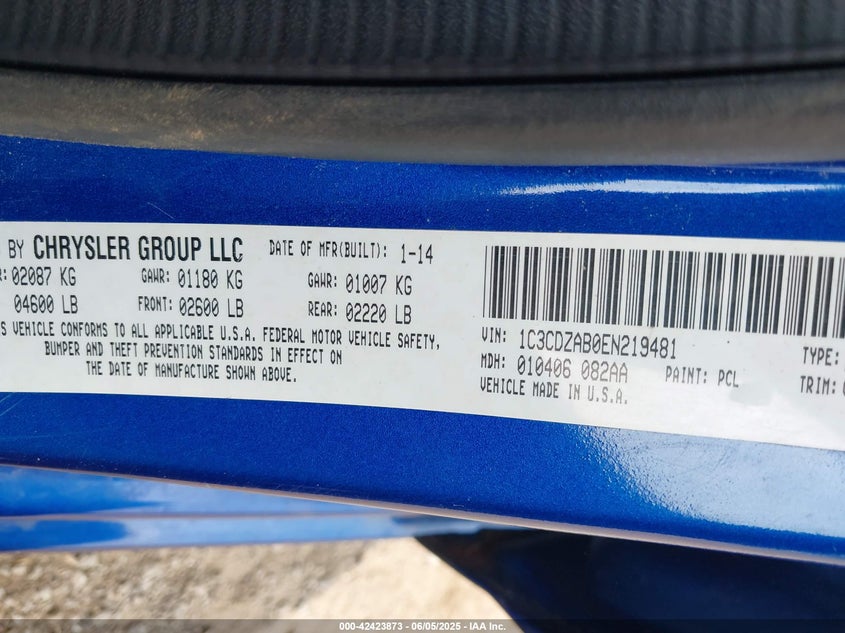 BY CHRYSLER GROUP LLC DATE OF MFR(BUILT): 1-14
02087 KG GAWR: 01180 KG GAWR: 01007 KG
04600 LB FRONT: 02600 LB REAR: 02220 LB
VEHICLE CONFORMS TO ALL APPLICABLE U.S.A. FEDERAL MOTOR VEHICLE SAFETY,
BUMPER AND THEFT PREVENTION STANDARDS IN EFFECT ON
THE DATE OF MANUFACTURE SHOWN ABOVE.
VIN: 1C3CDZAB0EN219481 TYPE:
MDH: 010406 082AA PAINT: PCL TRIM:
VEHICLE MADE IN U.S.A.
000-42423873 - 06/05/2025 - IAA Inc.